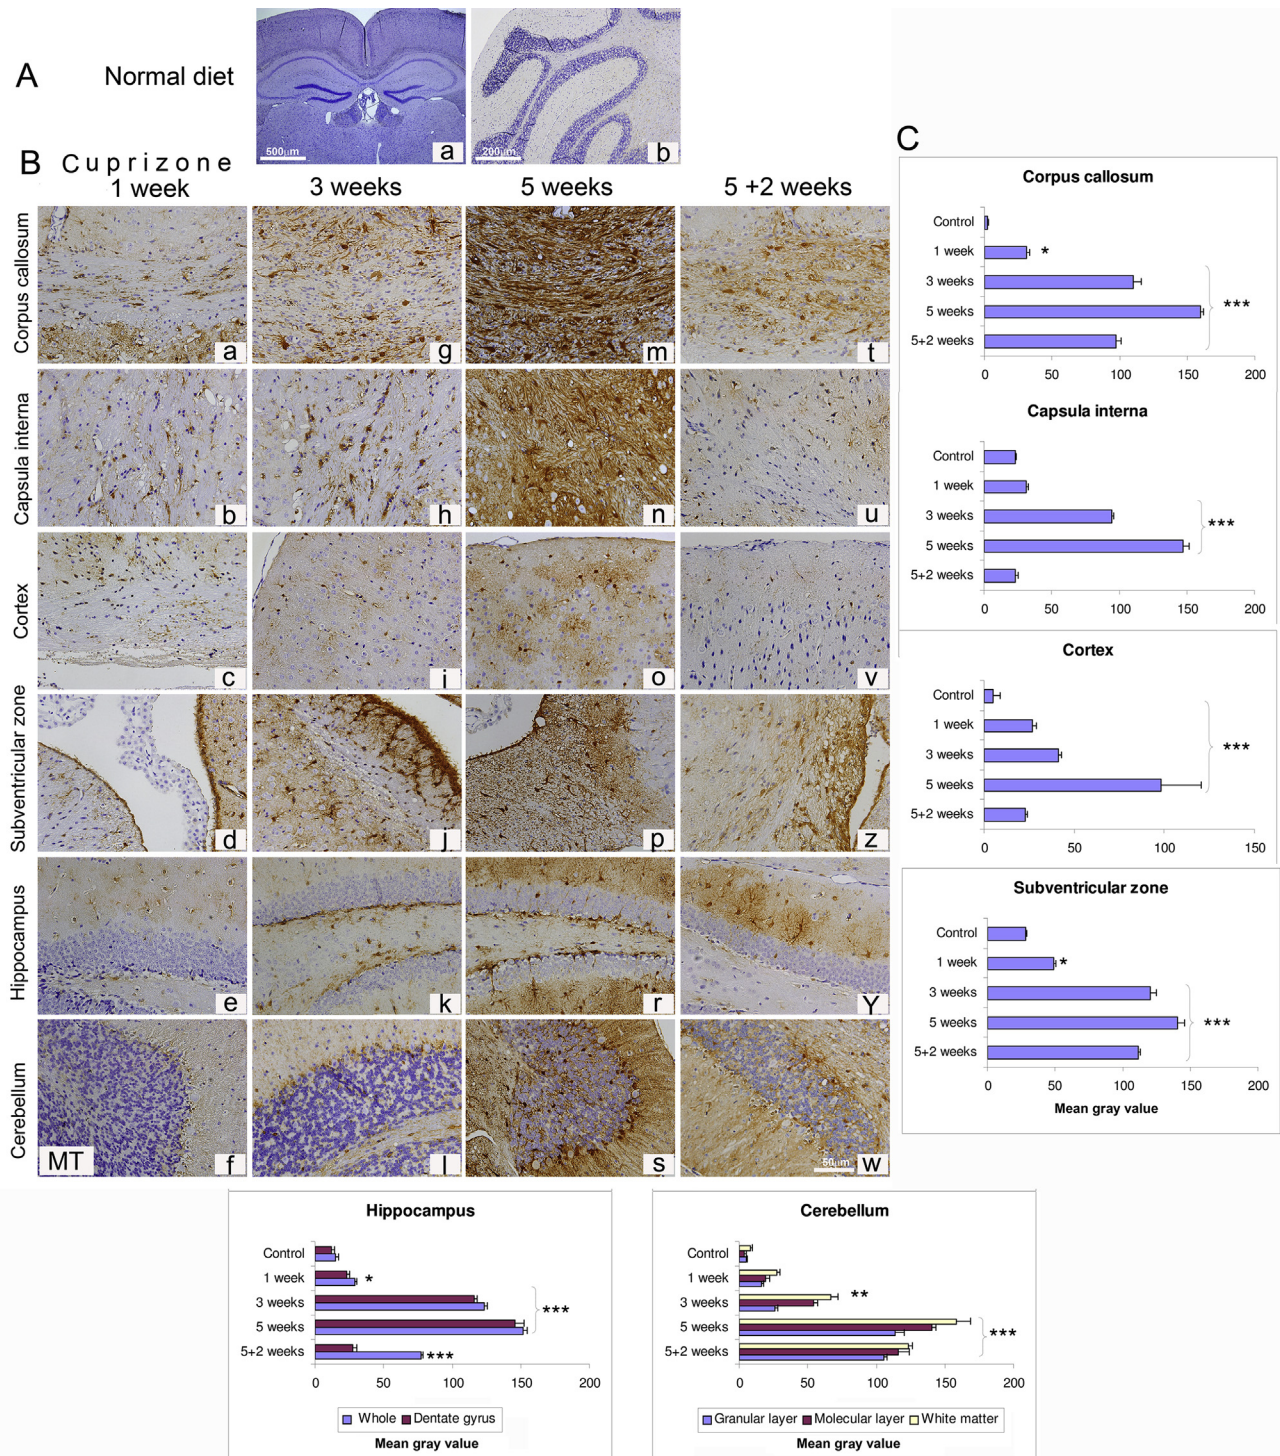 A
Normal diet
500µm
a
200µm
b
B
Cuprizone
1 week
3 weeks
5 weeks
5 +2 weeks
Corpus callosum
a
g
m
t
Capsula interna
b
h
n
u
Cortex
c
i
o
v
Subventricular zone
d
j
p
z
Hippocampus
e
k
r
Y
Cerebellum
MT
f
l
s
50µm
w
C
Corpus callosum
Control
1 week
*
3 weeks
5 weeks
***
5+2 weeks
0 50 100 150 200
Capsula interna
Control
1 week
3 weeks
***
5 weeks
5+2 weeks
0 50 100 150 200
Cortex
Control
1 week
***
3 weeks
5 weeks
5+2 weeks
0 50 100 150
Subventricular zone
Control
1 week
*
3 weeks
5 weeks
***
5+2 weeks
0 50 100 150 200
Mean gray value
Hippocampus
Control
1 week
*
3 weeks
***
5 weeks
5+2 weeks
***
0 50 100 150 200
Whole Dentate gyrus
Mean gray value
Cerebellum
Control
1 week
3 weeks
**
5 weeks
***
5+2 weeks
0 50 100 150 200
Granular layer Molecular layer White matter
Mean gray value